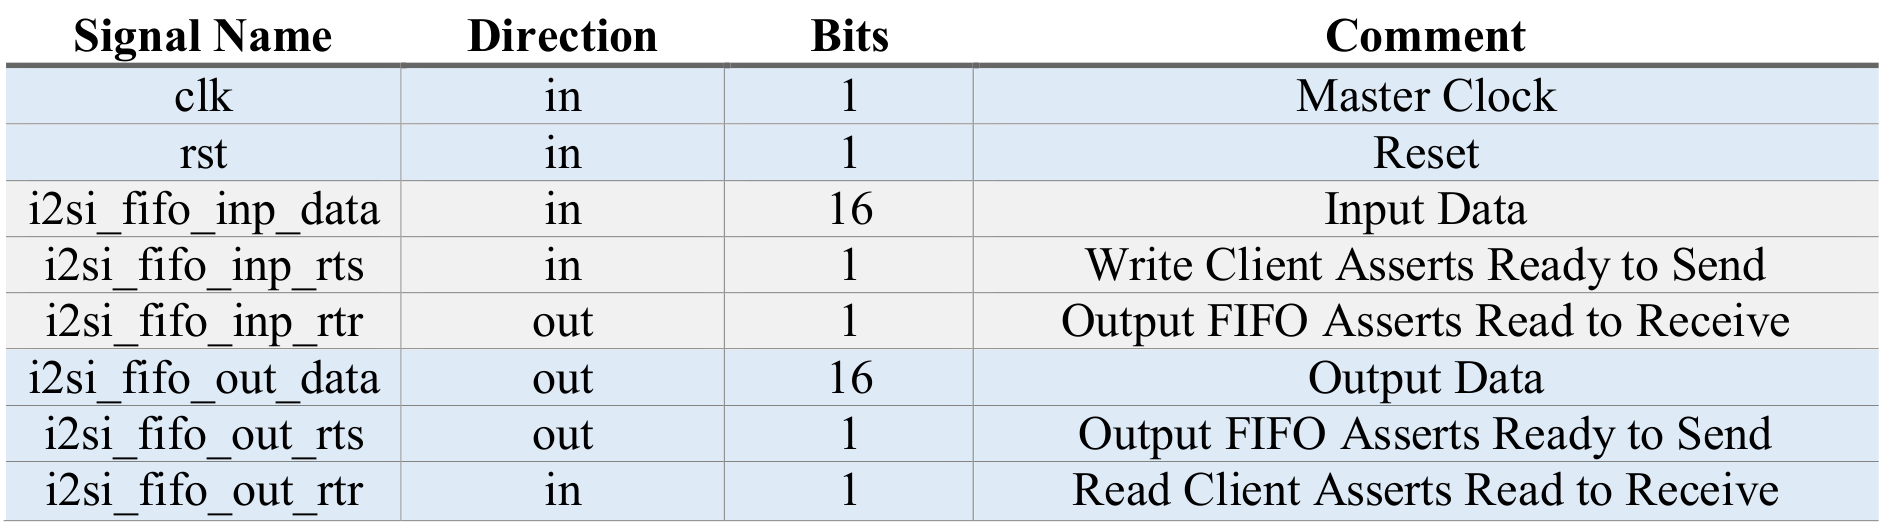 Signal Name Direction Bits Comment
clk in 1 Master Clock
rst in 1 Reset
i2si_fifo_inp_data in 16 Input Data
i2si_fifo_inp_rts in 1 Write Client Asserts Ready to Send
i2si_fifo_inp_rtr out 1 Output FIFO Asserts Read to Receive
i2si_fifo_out_data out 16 Output Data
i2si_fifo_out_rts out 1 Output FIFO Asserts Ready to Send
i2si_fifo_out_rtr in 1 Read Client Asserts Read to Receive